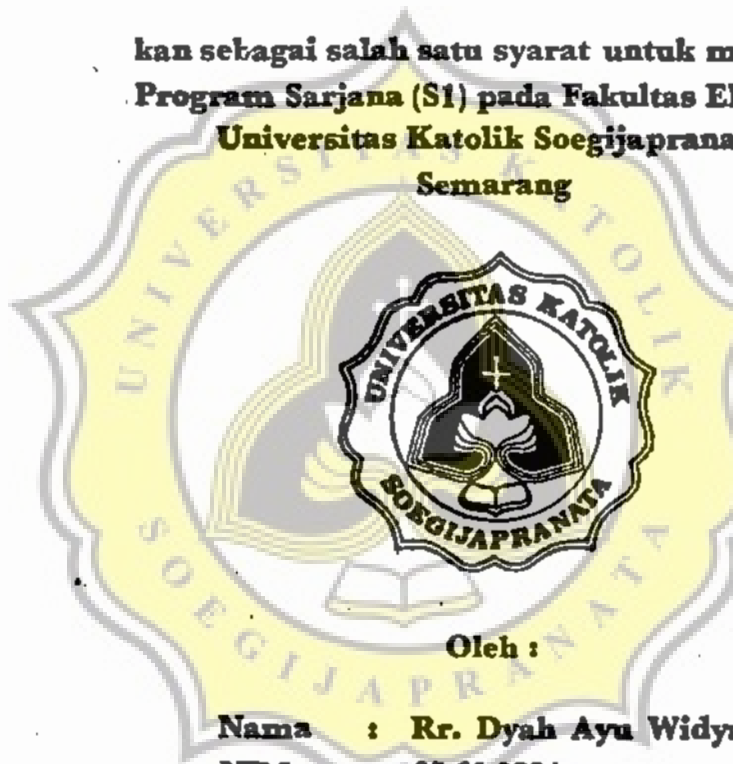 kan sebagai salah satu syarat untuk
Program Sarjana (S1) pada Fakultas
Universitas Katolik Soegijaprana
Semarang
UNIVERSITAS KATOLIK
SOEGIJAPRANATA
UNIVERSITAS KATOLIK
SOEGIJAPRANATA
Oleh :
Nama : Rr. Dyah Ayu